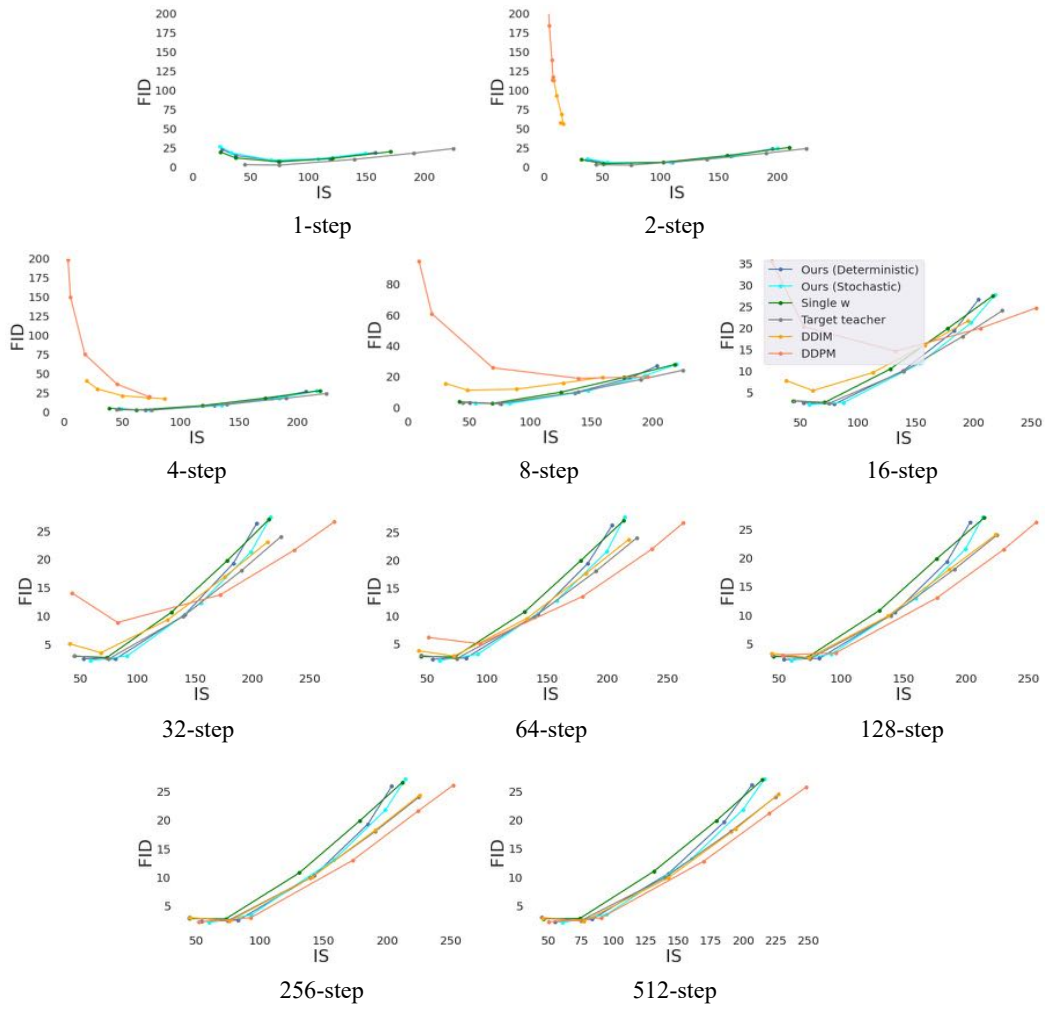 200
175
150
125
100
75
50
25
0
FID
0 50 100 150 200
IS
1-step
200
175
150
125
100
75
50
25
0
FID
0 50 100 150 200
IS
2-step
200
175
150
125
100
75
50
25
0
FID
0 50 100 150 200
IS
4-step
80
60
40
20
0
FID
0 50 100 150 200
IS
8-step
35
30
25
20
15
10
5
FID
Ours (Deterministic)
Ours (Stochastic)
Single w
Target teacher
DDIM
DDPM
50 100 150 200 250
IS
16-step
25
20
15
10
5
FID
50 100 150 200 250
IS
32-step
25
20
15
10
5
FID
50 100 150 200 250
IS
64-step
25
20
15
10
5
FID
50 100 150 200 250
IS
128-step
25
20
15
10
5
FID
50 100 150 200 250
IS
256-step
25
20
15
10
5
FID
50 75 100 125 150 175 200 225 250
IS
512-step